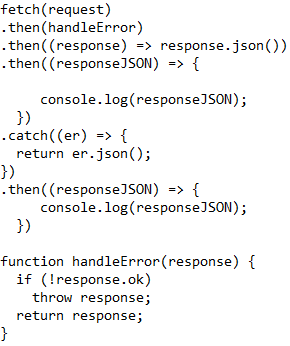 fetch(request)
.then(handleError)
.then((response) => response.json())
.then((responseJSON) => {
console.log(responseJSON);
})
.catch((er) => {
return er.json();
})
.then((responseJSON) => {
console.log(responseJSON);
})
function handleError(response) {
if (!response.ok)
throw response;
return response;
}